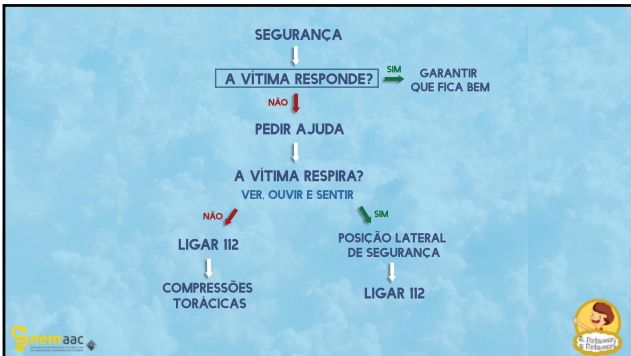 SEGURANÇA
A VÍTIMA RESPONDE?
SIM
GARANTIR
QUE FICA BEM
NÃO
PEDIR AJUDA
A VÍTIMA RESPIRA?
VER, OUVIR E SENTIR
NÃO
SIM
LIGAR 112
POSIÇÃO LATERAL
DE SEGURANÇA
COMPRESSÕES
TORÁCICAS
LIGAR 112
nemaac